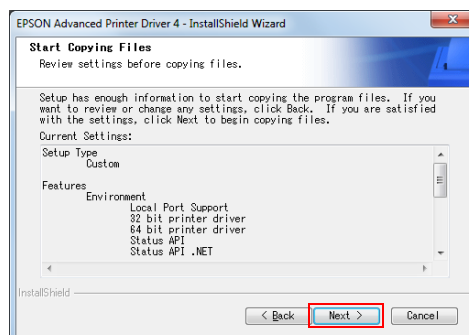 EPSON Advanced Printer Driver 4 - InstallShield Wizard
Start Copying Files
Review settings before copying files.
Setup has enough information to start copying the program files. If you
want to review or change any settings, click Back. If you are satisfied
with the settings, click Next to begin copying files.
Current Settings:
Setup Type
Custom
Features
Environment
Local Port Support
32 bit printer driver
64 bit printer driver
Status API
Status API .NET
InstallShield
< Back
Next >
Cancel